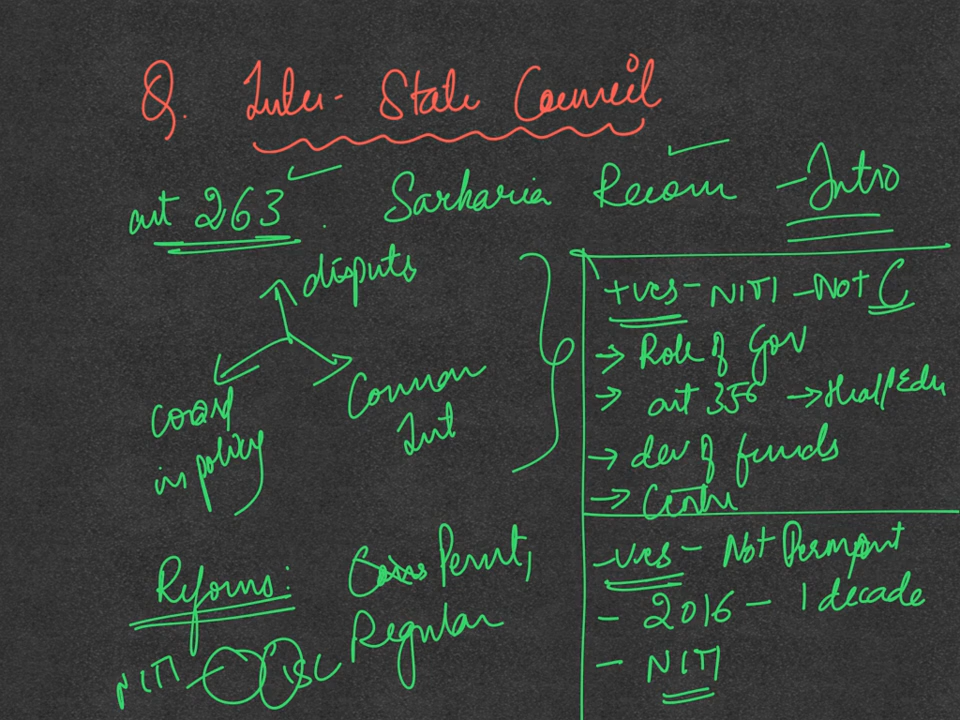 Q. Inter-State Council
art 263. Sarkaria Recom - Intro
disputs
coord
in policy
Common
Int
+ves - NITI - Not C
→ Role of Gov
→ art 356 → Heal/Edu
→ dev of funds
→ Centre
-ves - Not Permant
- 2016 - 1 decade
- NITI
Reforms: Permt,
Regular
NITI - ISC